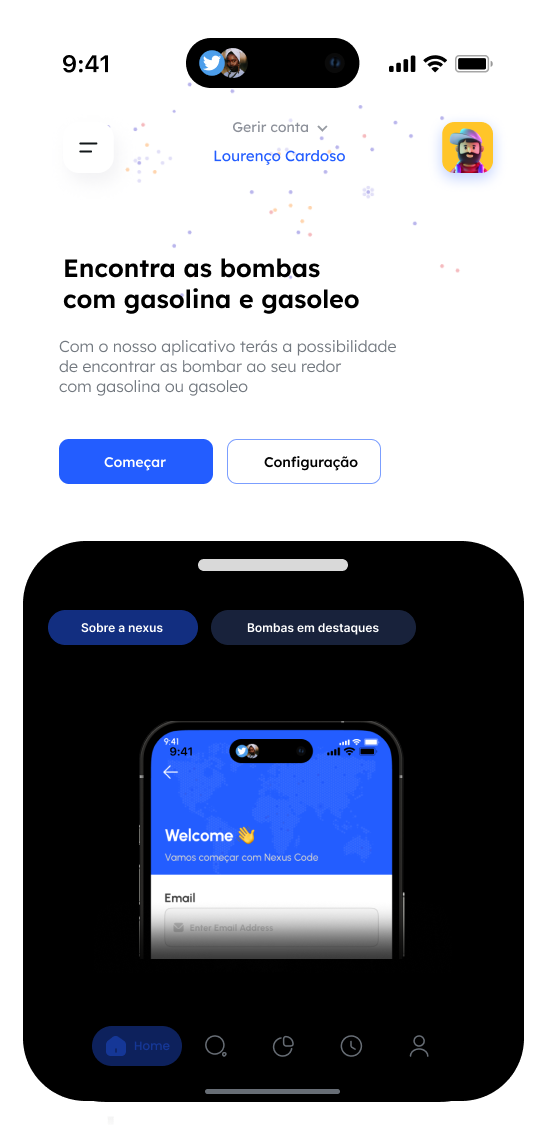 9:41
Gerir conta
Lourenço Cardoso
Encontra as bombas
com gasolina e gasoleo
Com o nosso aplicativo terás a possibilidade
de encontrar as bombar ao seu redor
com gasolina ou gasoleo
Começar
Configuração
Sobre a nexus
Bombas em destaques
9:41
9:41
Welcome 👋
Vamos começar com Nexus Code
Email
Enter Email Address
Home